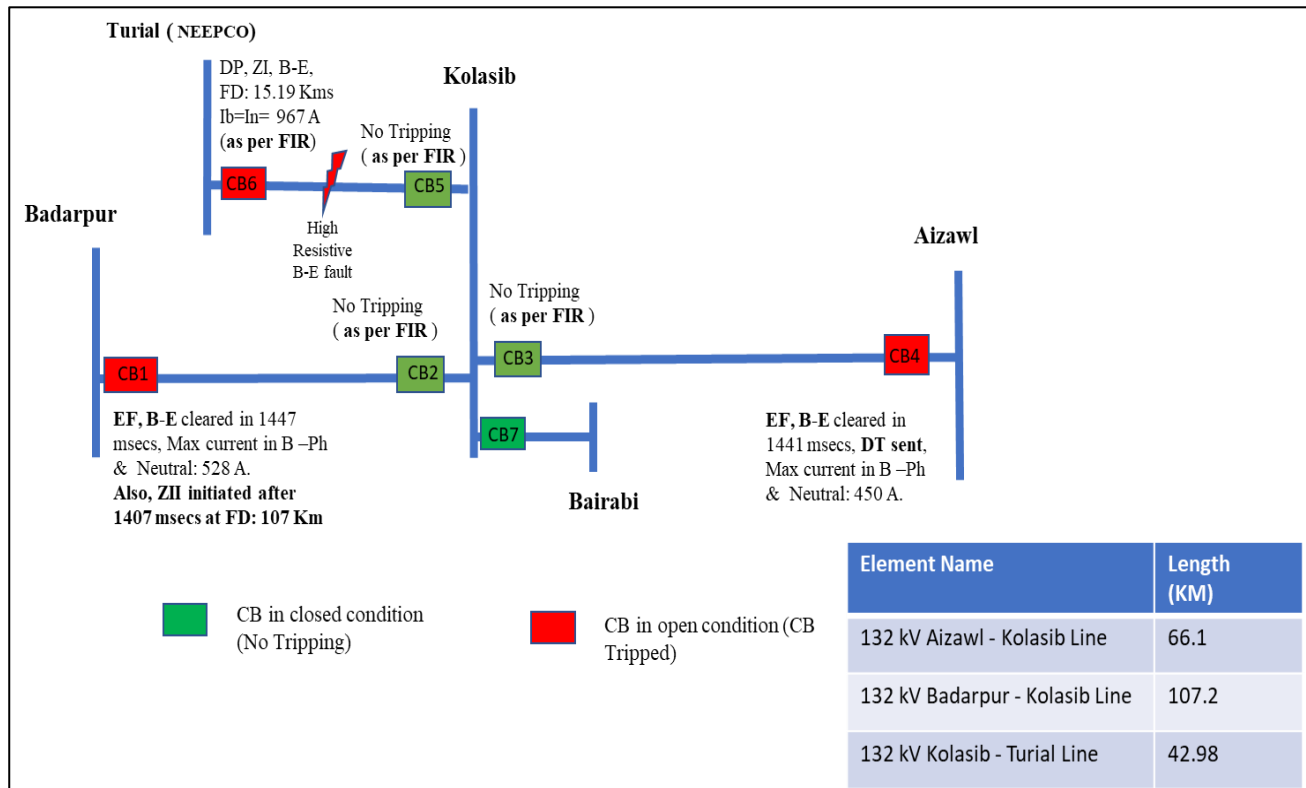 Turial ( NEEPCO)
DP, ZI, B-E,
FD: 15.19 Kms
Ib=In= 967 A
(as per FIR)
Kolasib
No Tripping
( as per FIR )
CB6
CB5
High
Resistive
B-E fault
Badarpur
Aizawl
No Tripping
( as per FIR )
No Tripping
( as per FIR )
CB1
CB2
CB3
CB4
EF, B-E cleared in 1447
msecs, Max current in B –Ph
& Neutral: 528 A.
Also, ZII initiated after
1407 msecs at FD: 107 Km
CB7
Bairabi
EF, B-E cleared in
1441 msecs, DT sent,
Max current in B –Ph
& Neutral: 450 A.
CB in closed condition
(No Tripping)
CB in open condition (CB
Tripped)
Element Name Length
(KM)
132 kV Aizawl - Kolasib Line 66.1
132 kV Badarpur - Kolasib Line 107.2
132 kV Kolasib - Turial Line 42.98